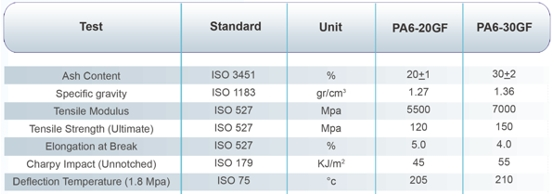 Test Standard Unit PA6-20GF PA6-30GF
Ash Content ISO 3451 % 20±1 30±2
Specific gravity ISO 1183 gr/cm³ 1.27 1.36
Tensile Modulus ISO 527 Mpa 5500 7000
Tensile Strength (Ultimate) ISO 527 Mpa 120 150
Elongation at Break ISO 527 % 5.0 4.0
Charpy Impact (Unnotched) ISO 179 KJ/m² 45 55
Deflection Temperature (1.8 Mpa) ISO 75 °c 205 210